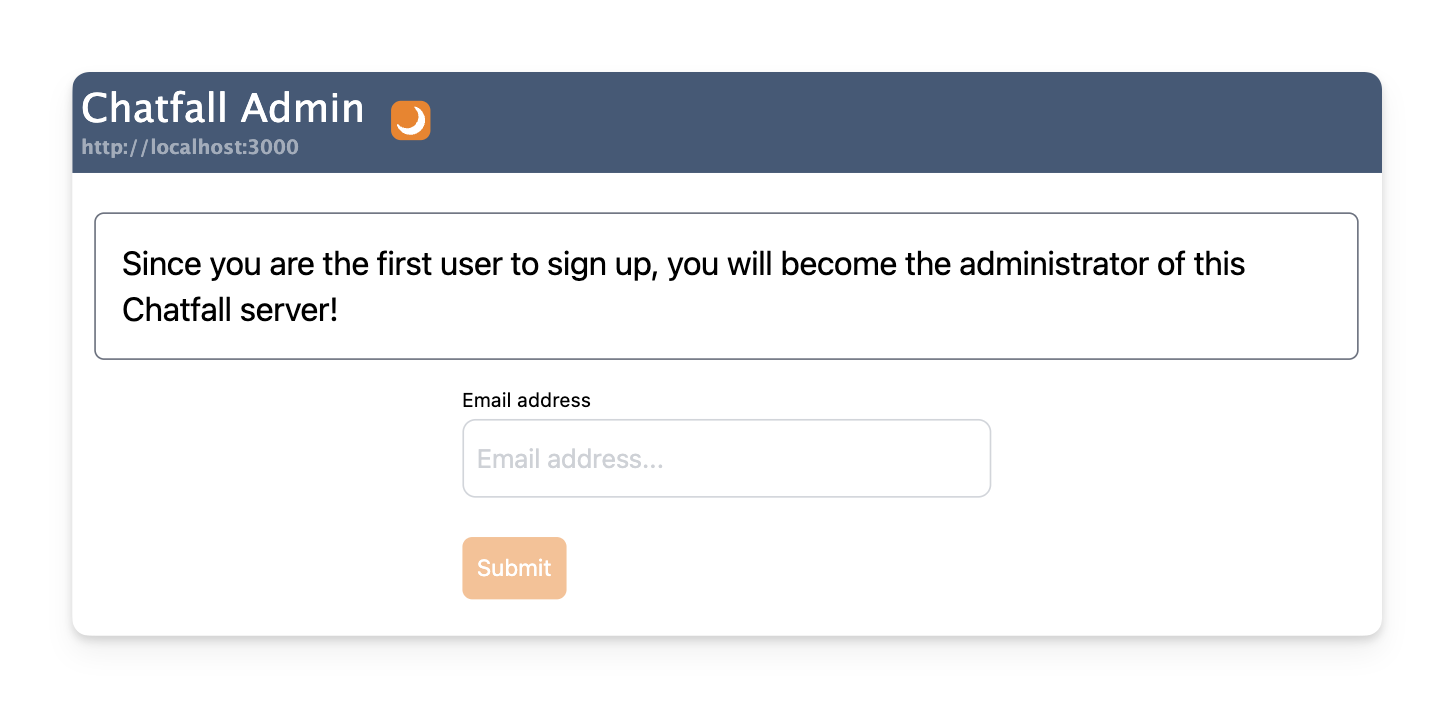 Chatfall Admin
http://localhost:3000
Since you are the first user to sign up, you will become the administrator of this
Chatfall server!
Email address
Email address...
Submit